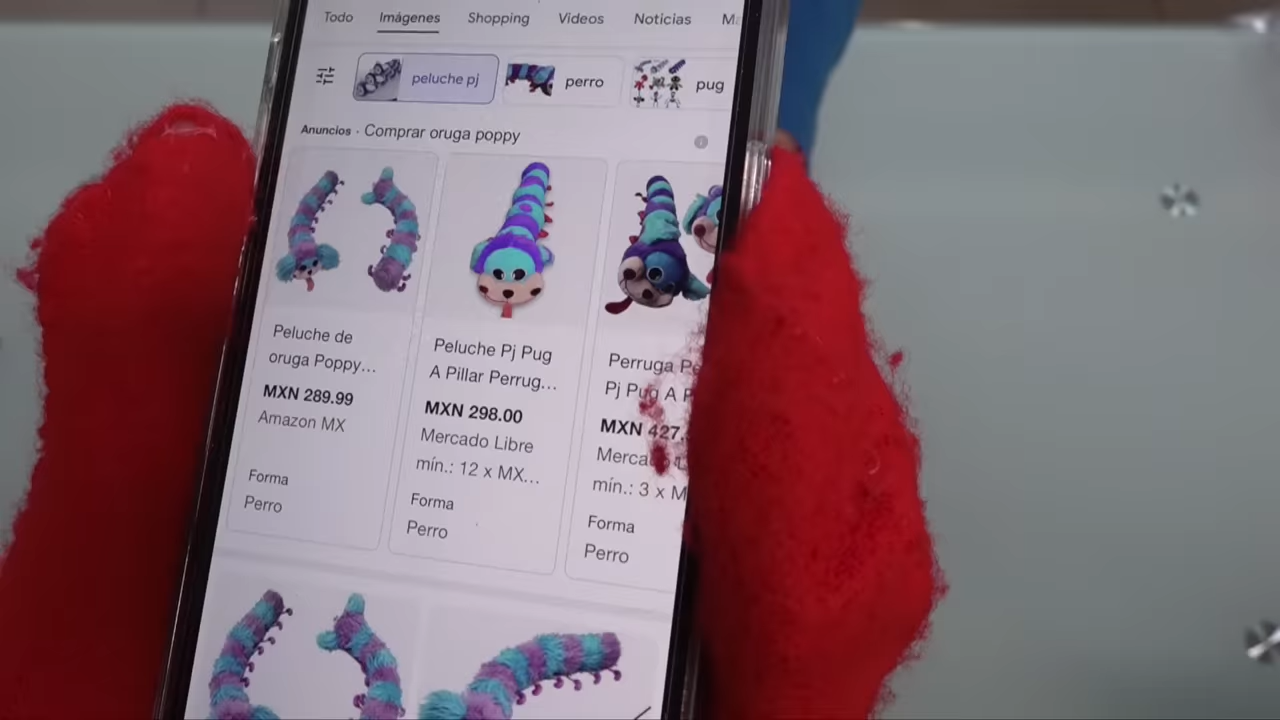 Todo Imágenes Shopping Videos Noticias
peluche pj perro pug
Anuncios · Comprar oruga poppy
Peluche de
oruga Poppy...
MXN 289.99
Amazon MX
Forma
Perro
Peluche Pj Pug
A Pillar Perrug...
MXN 298.00
Mercado Libre
mín.: 12 x MX...
Forma
Perro
Perruga
Pj Pug A
MXN 427.
mín.: 3 x
Forma
Perro